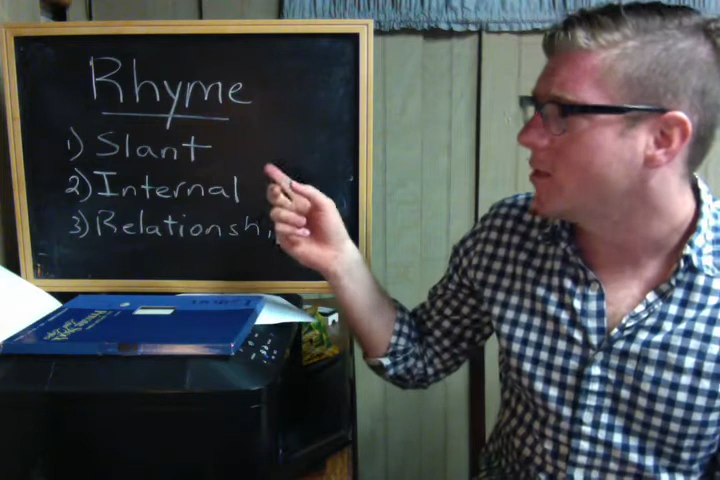 Rhyme
1) Slant
2) Internal
3) Relationshi